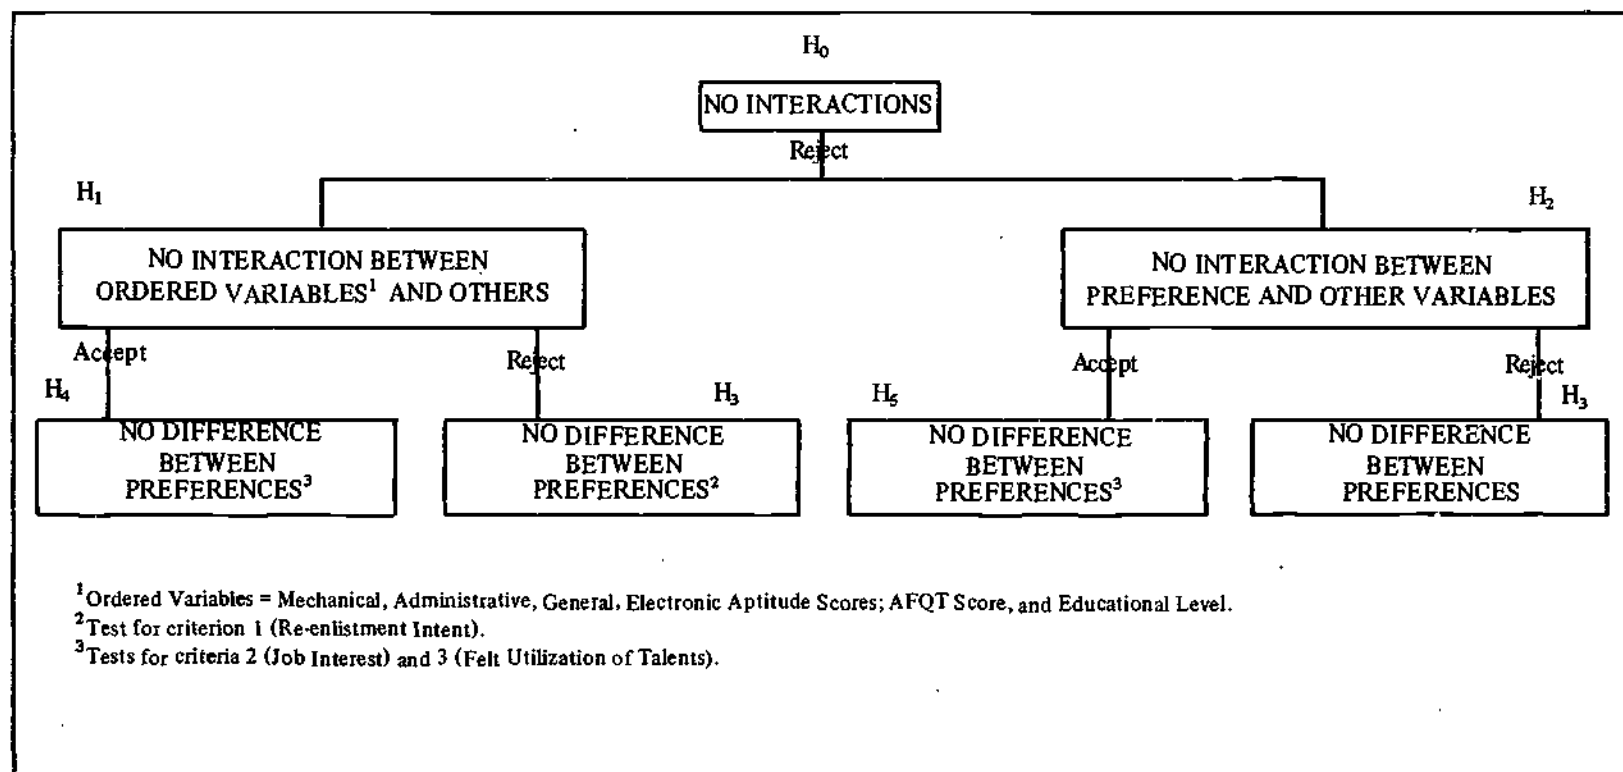 H₀
NO INTERACTIONS
Reject
H₁
H₂
NO INTERACTION BETWEEN
ORDERED VARIABLES¹ AND OTHERS
NO INTERACTION BETWEEN
PREFERENCE AND OTHER VARIABLES
Accept
Reject
Accept
Reject
H₄
H₃
H₅
H₃
NO DIFFERENCE
BETWEEN
PREFERENCES³
NO DIFFERENCE
BETWEEN
PREFERENCES²
NO DIFFERENCE
BETWEEN
PREFERENCES³
NO DIFFERENCE
BETWEEN
PREFERENCES
¹Ordered Variables = Mechanical, Administrative, General, Electronic Aptitude Scores; AFQT Score, and Educational Level.
²Test for criterion 1 (Re-enlistment Intent).
³Tests for criteria 2 (Job Interest) and 3 (Felt Utilization of Talents).